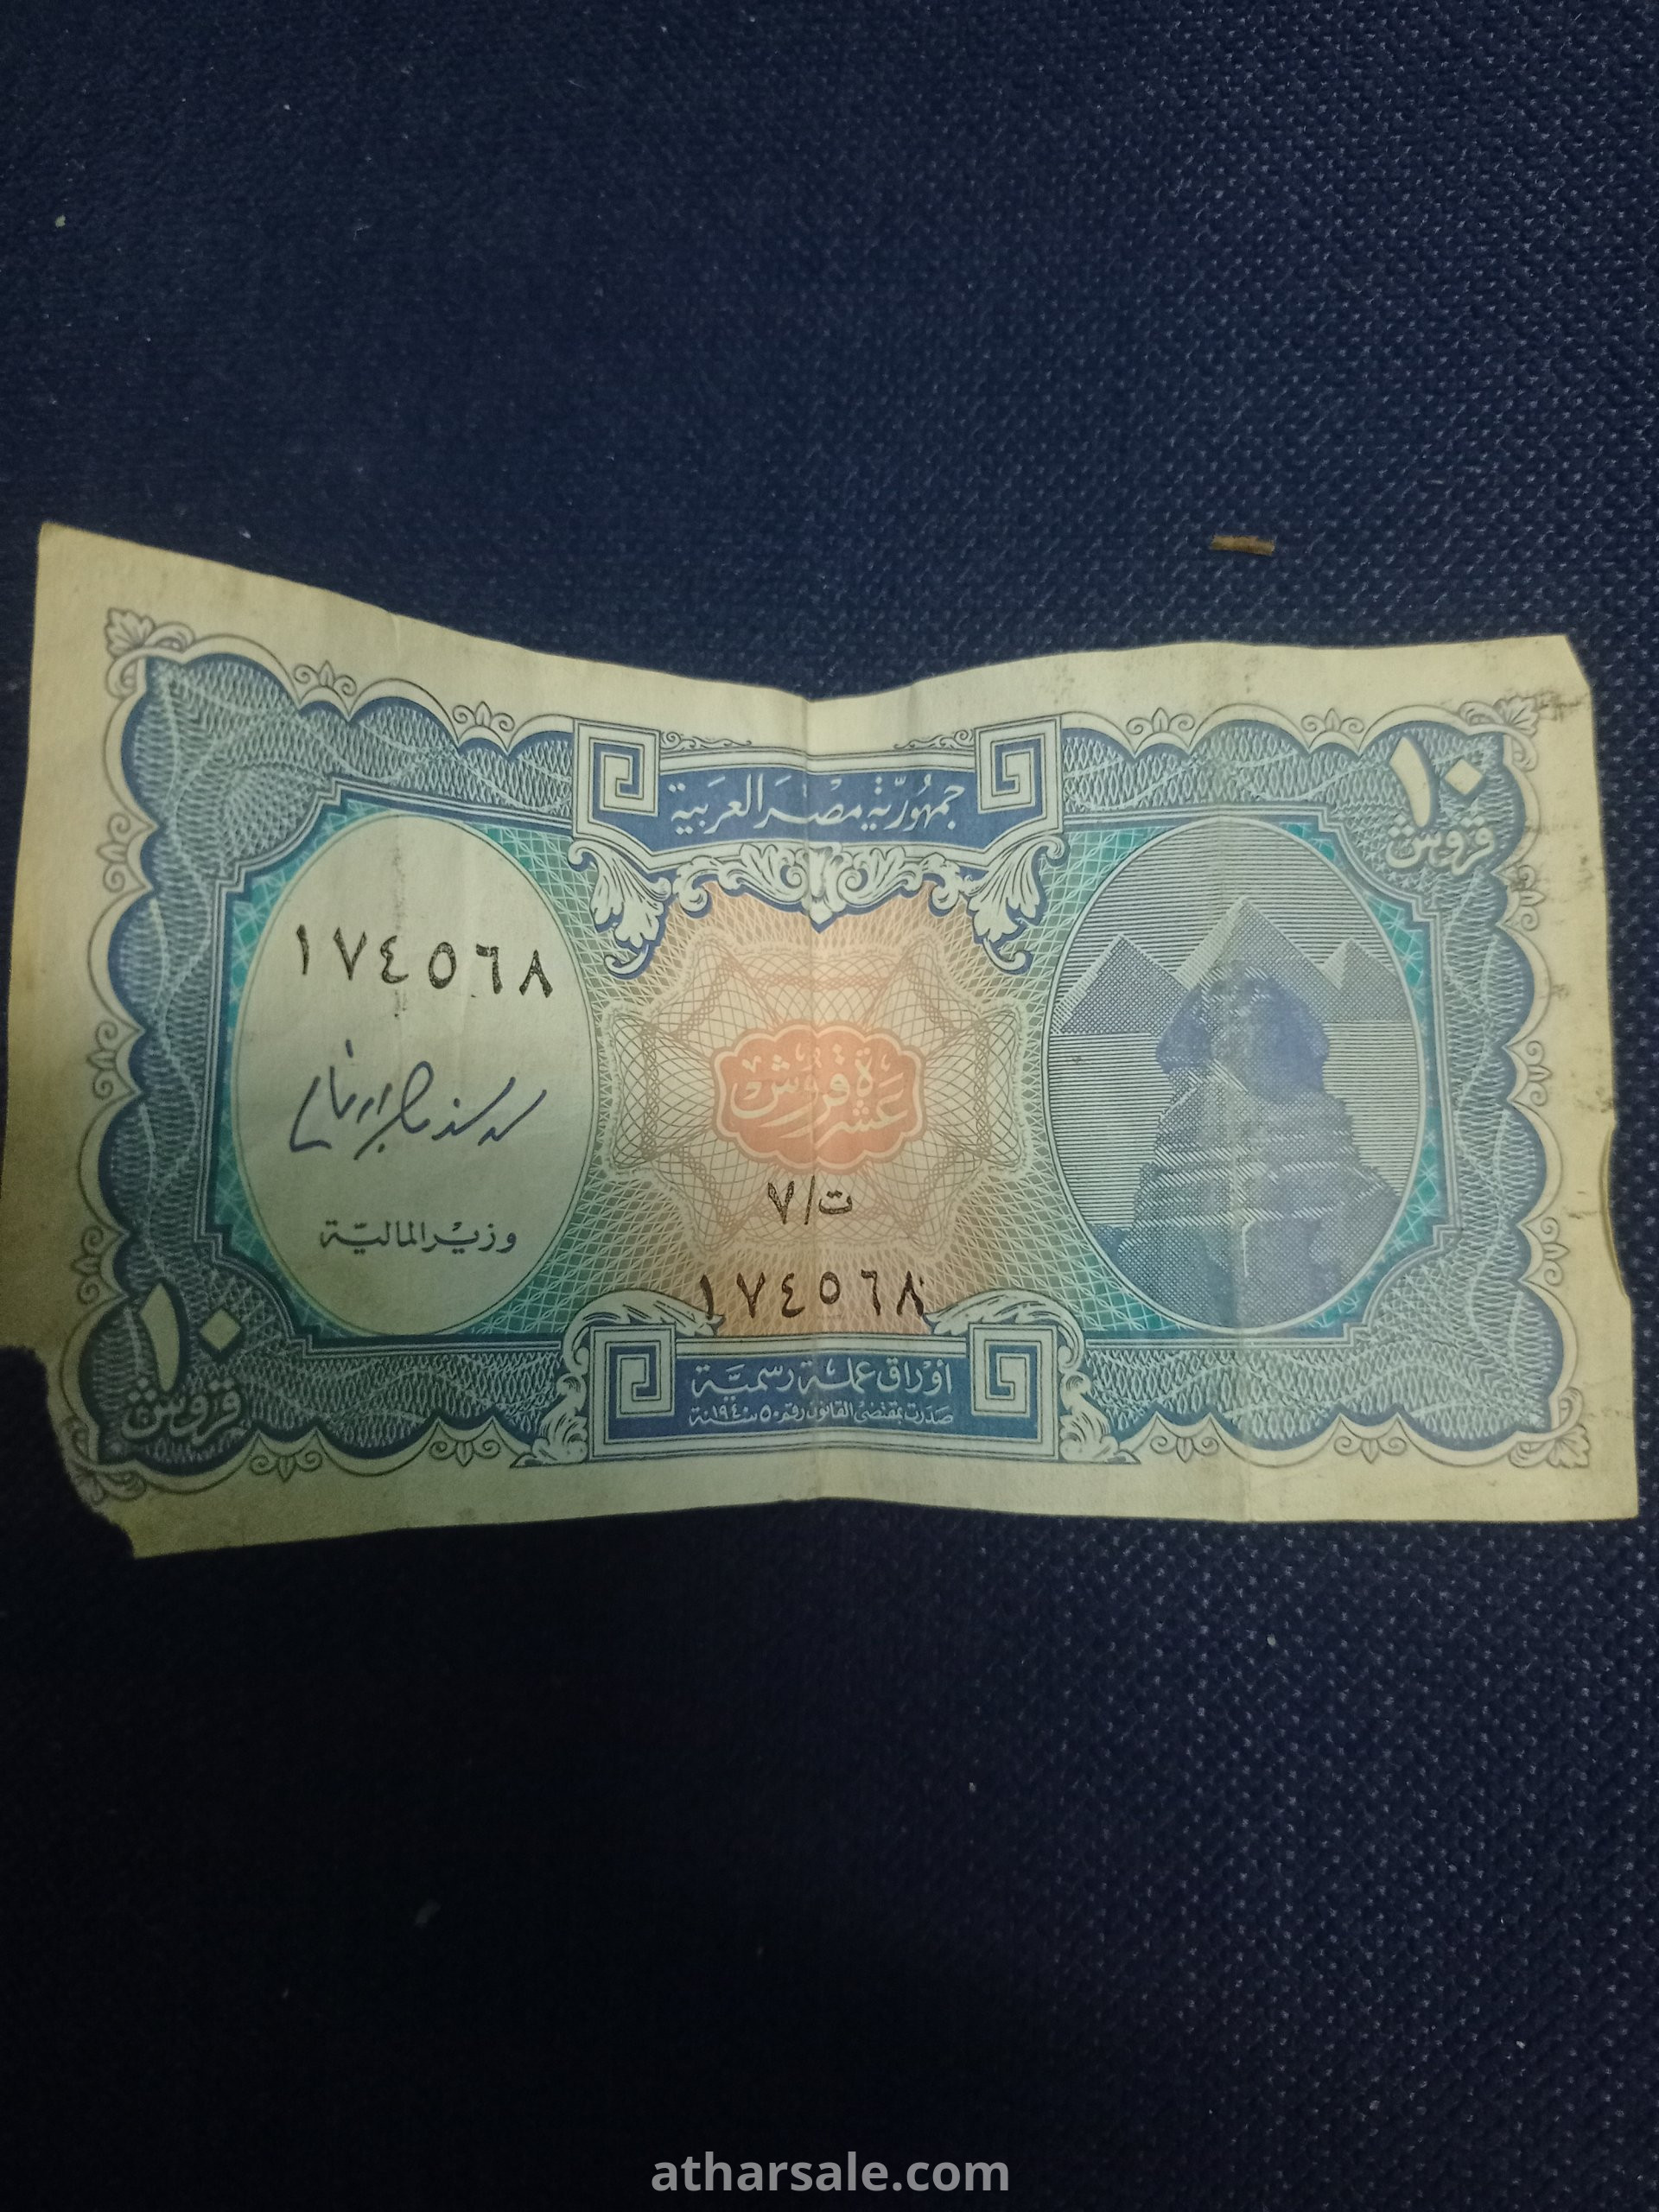 جمهورية مصر العربية
١٠
قروش
١٧٤٥٦٨
عشرة قروش
ت/٧
وزير المالية
١٧٤٥٦٨
١٠
قروش
أوراق عملة رسمية
صدرت بمقتضى القانون رقم ٥٠ لسنة ١٩٤٠
atharsale.com